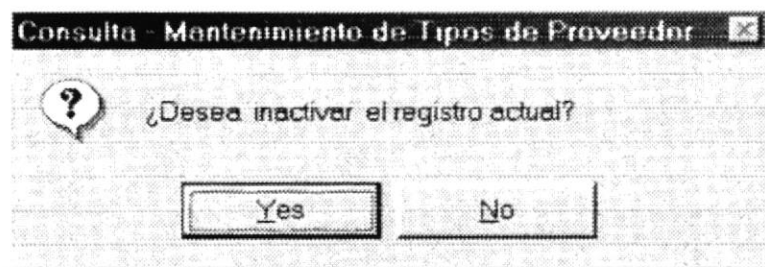 Consulta - Mantenimiento de Tipos de Proveedor
¿Desea inactivar el registro actual?
Yes
No